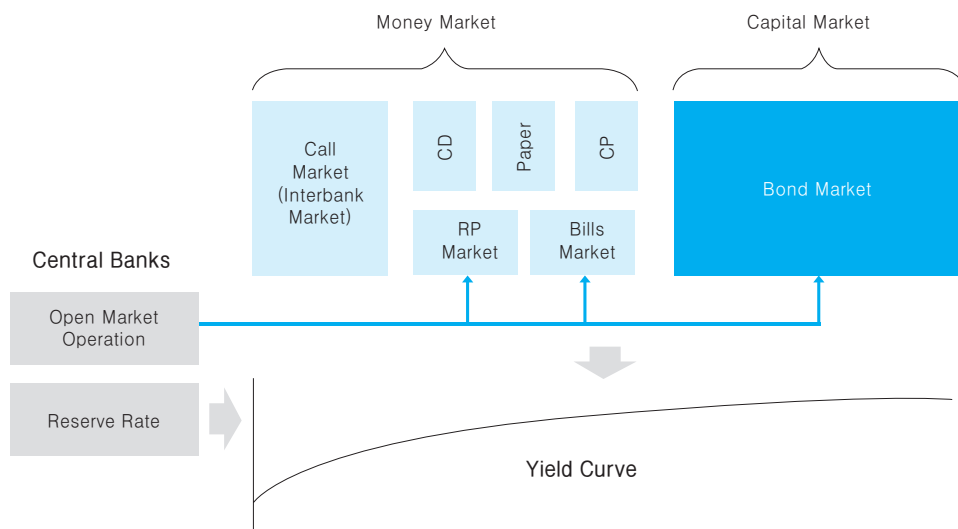 Money Market
Capital Market
Call
Market
(Interbank
Market)
CD
Paper
CP
Bond Market
RP
Market
Bills
Market
Central Banks
Open Market
Operation
Reserve Rate
Yield Curve